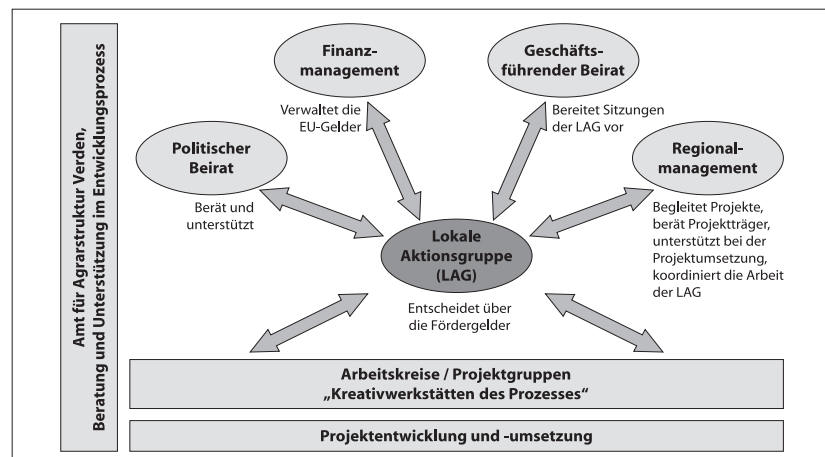 Amt für Agrarstruktur Verden,
Beratung und Unterstützung im Entwicklungsprozess
Finanz-
management
Verwaltet die
EU-Gelder
Geschäfts-
führender Beirat
Bereitet Sitzungen
der LAG vor
Politischer
Beirat
Berät und
unterstützt
Regional-
management
Begleitet Projekte,
berät Projektträger,
unterstützt bei der
Projektumsetzung,
koordiniert die Arbeit
der LAG
Lokale
Aktionsgruppe
(LAG)
Entscheidet über
die Fördergelder
Arbeitskreise / Projektgruppen
„Kreativwerkstätten des Prozesses“
Projektentwicklung und -umsetzung